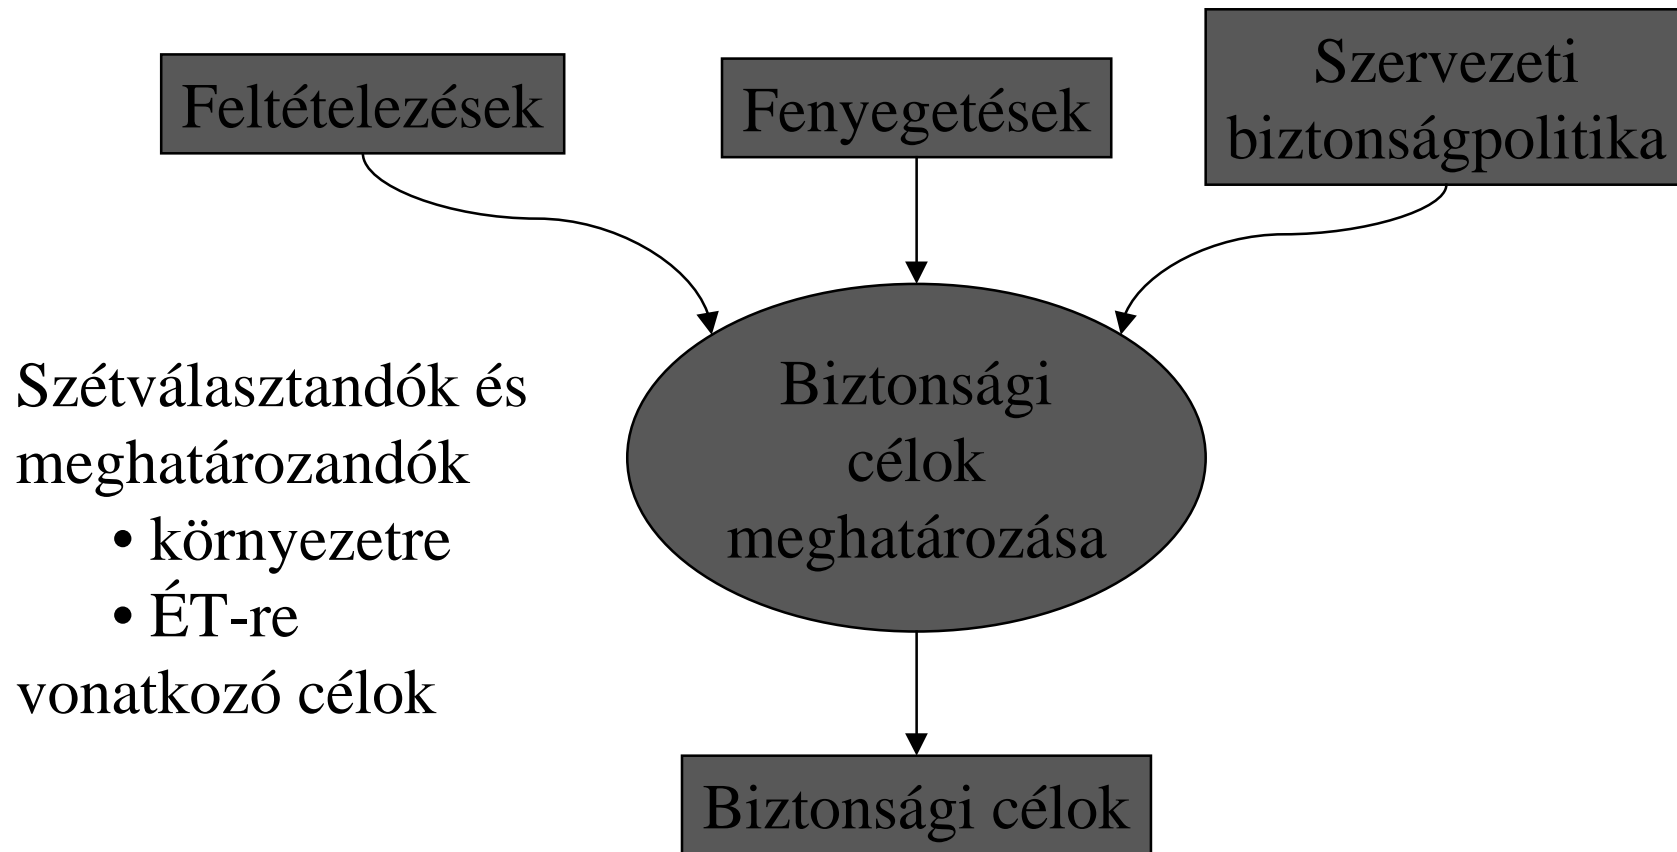 Feltételezések
Fenyegetések
Szervezeti
biztonságpolitika
Szétválasztandók és
meghatározandók
• környezetre
• ÉT-re
vonatkozó célok
Biztonsági
célok
meghatározása
Biztonsági célok